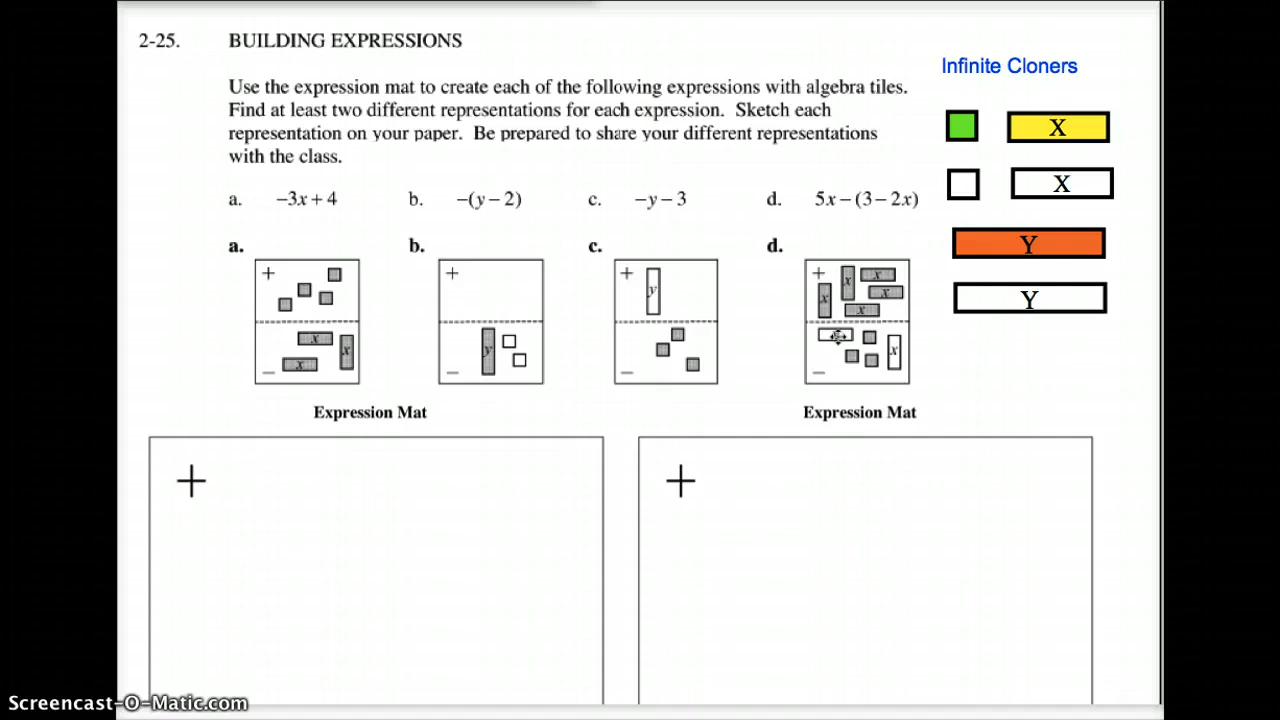 2-25. BUILDING EXPRESSIONS
Infinite Cloners
Use the expression mat to create each of the following expressions with algebra tiles.
Find at least two different representations for each expression. Sketch each
representation on your paper. Be prepared to share your different representations
with the class.
X
X
Y
Y
a. −3x + 4 b. −(y − 2) c. −y − 3 d. 5x − (3 − 2x)
a. b. c. d.
+ + + +
x x x
y
y
x x x x x
x
− − − −
Expression Mat Expression Mat
+ +
Screencast-O-Matic.com